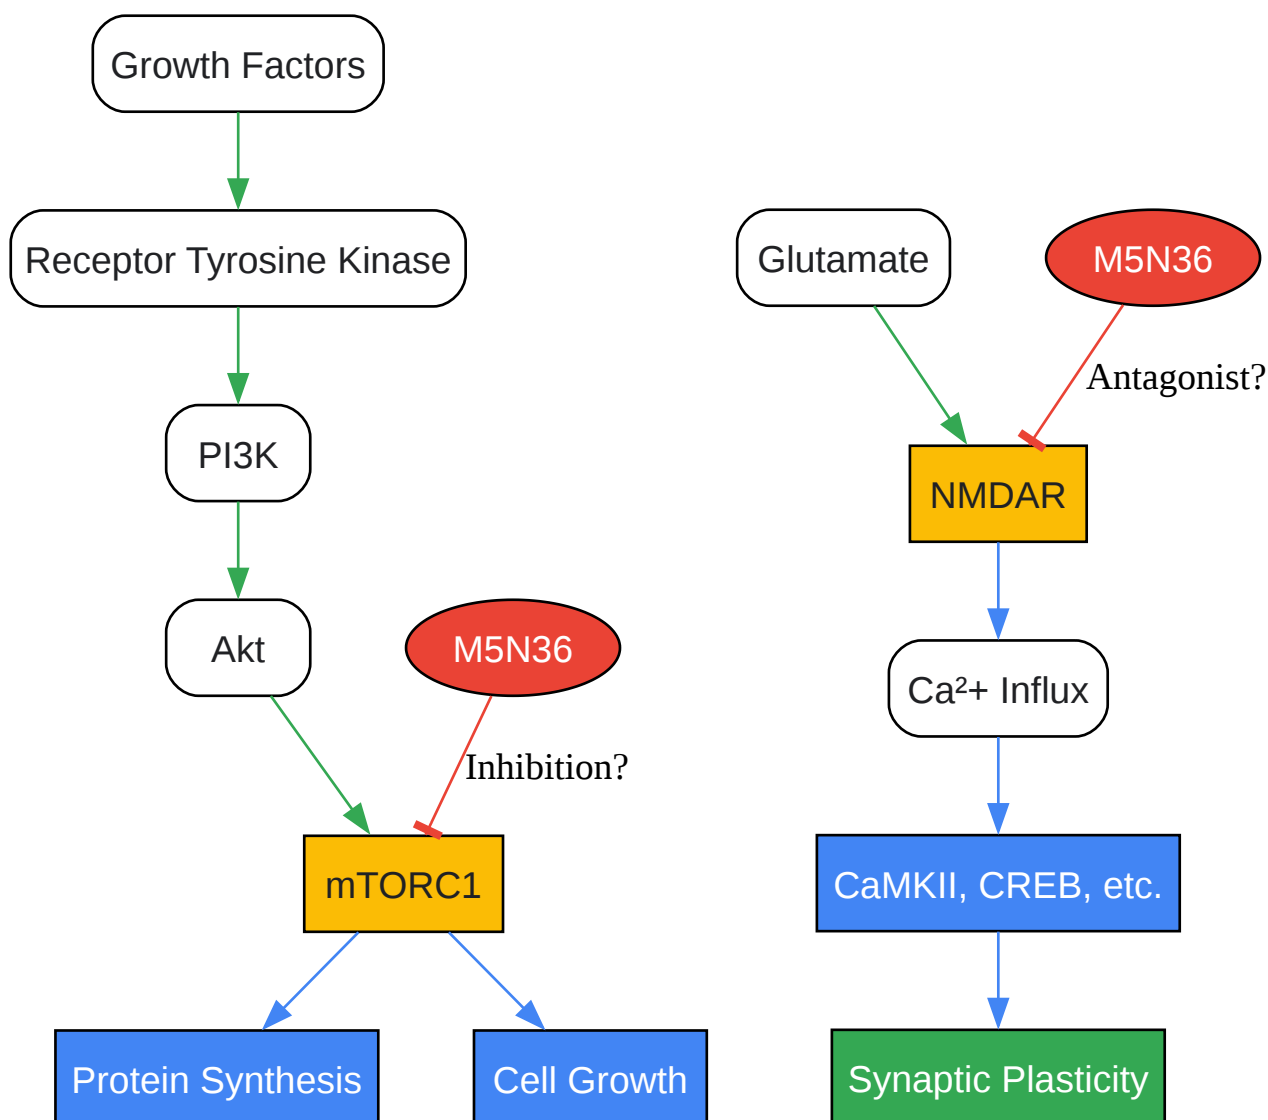 Growth Factors
Receptor Tyrosine Kinase
PI3K
Akt
M5N36
Inhibition?
mTORC1
Protein Synthesis
Cell Growth
Glutamate
M5N36
Antagonist?
NMDAR
Ca²+ Influx
CaMKII, CREB, etc.
Synaptic Plasticity